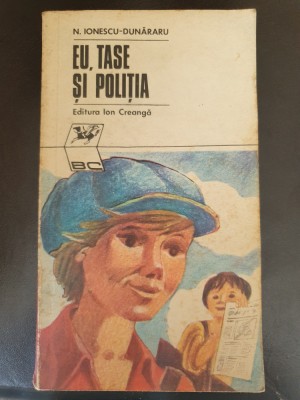 N. IONESCU-DUNĂRARU
EU, TASE
ȘI POLIȚIA
Editura Ion Creangă
BC